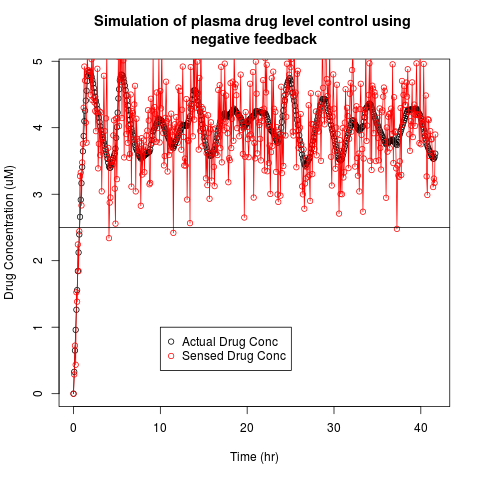 Simulation of plasma drug level control using
negative feedback
Drug Concentration (uM)
5
4
3
2
1
0
Actual Drug Conc
Sensed Drug Conc
0
10
20
30
40
Time (hr)